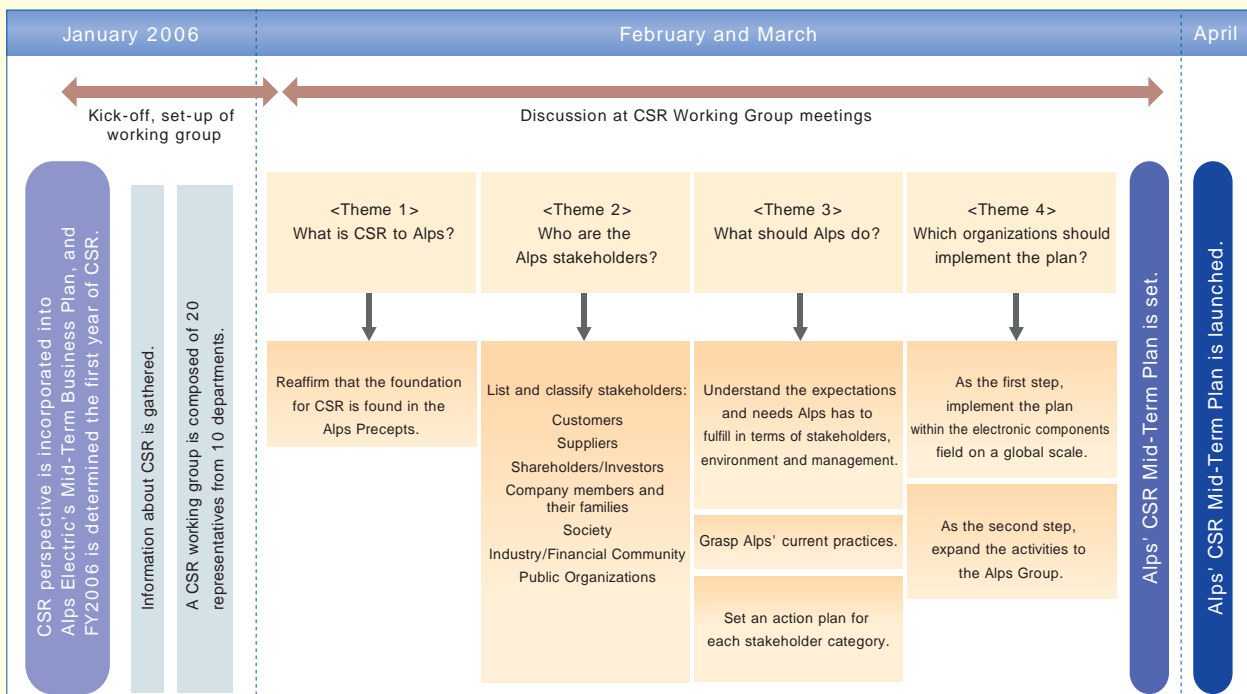 January 2006
February and March
April
Kick-off, set-up of
working group
Discussion at CSR Working Group meetings
CSR perspective is incorporated into
Alps Electric's Mid-Term Business Plan, and
FY2006 is determined the first year of CSR.
Information about CSR is gathered.
A CSR working group is composed of 20
representatives from 10 departments.
<Theme 1>
What is CSR to Alps?
Reaffirm that the foundation
for CSR is found in the
Alps Precepts.
<Theme 2>
Who are the
Alps stakeholders?
List and classify stakeholders:
Customers
Suppliers
Shareholders/Investors
Company members and
their families
Society
Industry/Financial Community
Public Organizations
<Theme 3>
What should Alps do?
Understand the expectations
and needs Alps has to
fulfill in terms of stakeholders,
environment and management.
Grasp Alps' current practices.
Set an action plan for
each stakeholder category.
<Theme 4>
Which organizations should
implement the plan?
As the first step,
implement the plan
within the electronic components
field on a global scale.
As the second step,
expand the activities to
the Alps Group.
Alps' CSR Mid-Term Plan is set.
Alps' CSR Mid-Term Plan is launched.